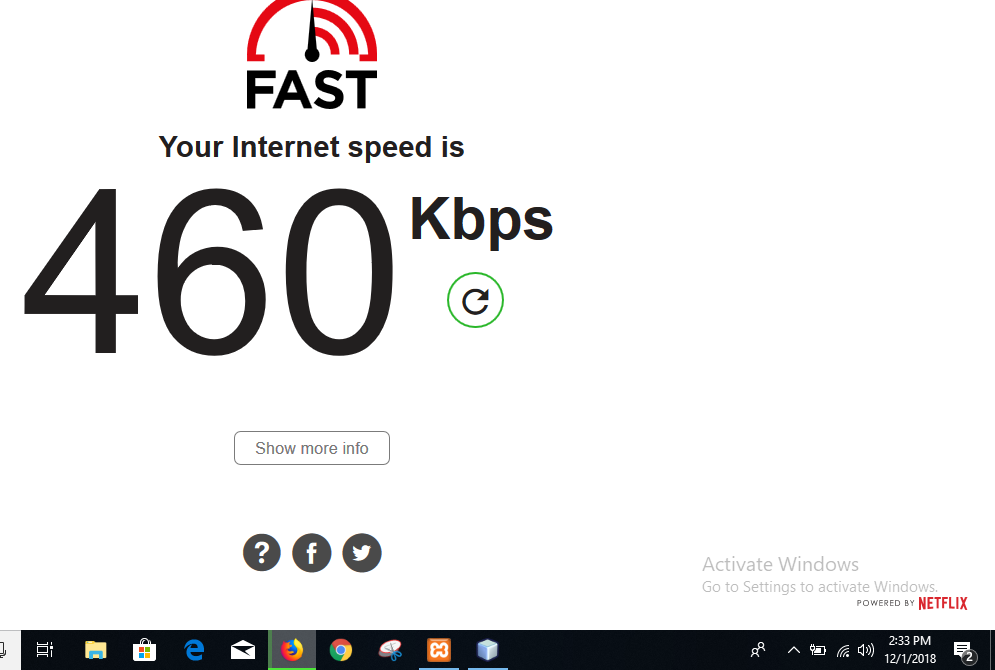 FAST
Your Internet speed is
460 Kbps
Show more info
?
f
Activate Windows
Go to Settings to activate Windows.
POWERED BY NETFLIX
2:33 PM
12/1/2018
2